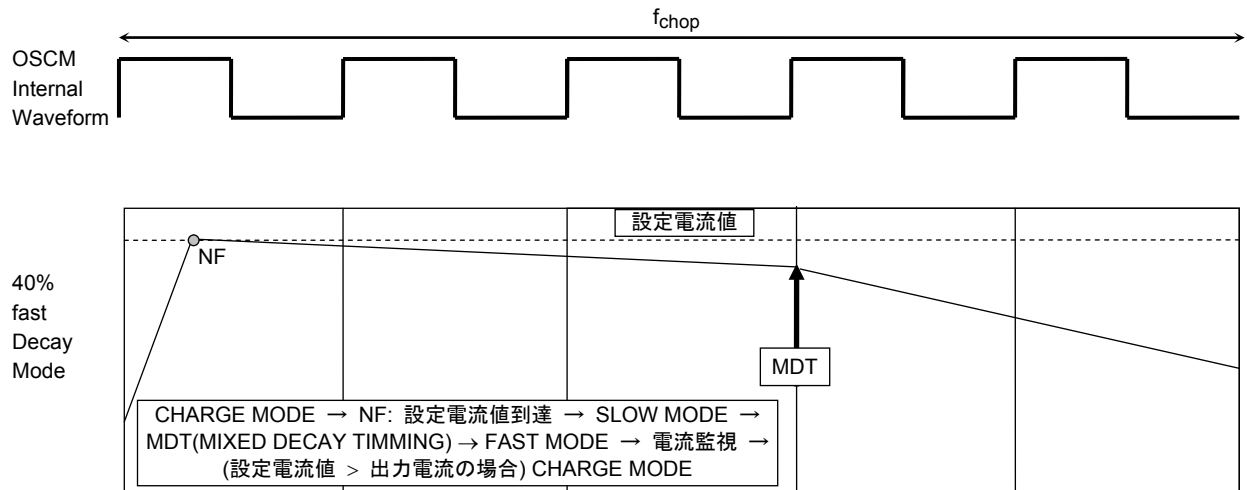 fchop
OSCM
Internal
Waveform
設定電流値
NF
40%
fast
Decay
Mode
MDT
CHARGE MODE → NF: 設定電流値到達 → SLOW MODE →
MDT(MIXED DECAY TIMMING) → FAST MODE → 電流監視 →
(設定電流値 > 出力電流の場合) CHARGE MODE